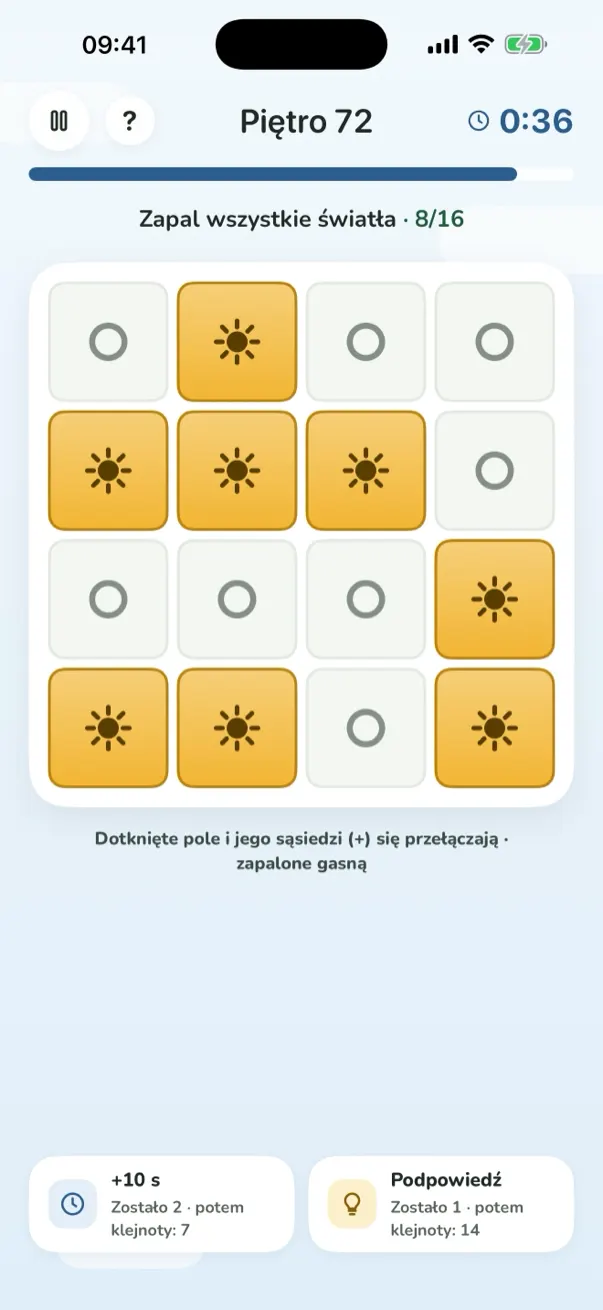 09:41
?
Piętro 72
0:36
Zapal wszystkie światła · 8/16
Dotknięte pole i jego sąsiedzi (+) się przełączają ·
zapalone gasną
+10 s
Zostało 2 · potem
klejnoty: 7
Podpowiedź
Zostało 1 · potem
klejnoty: 14